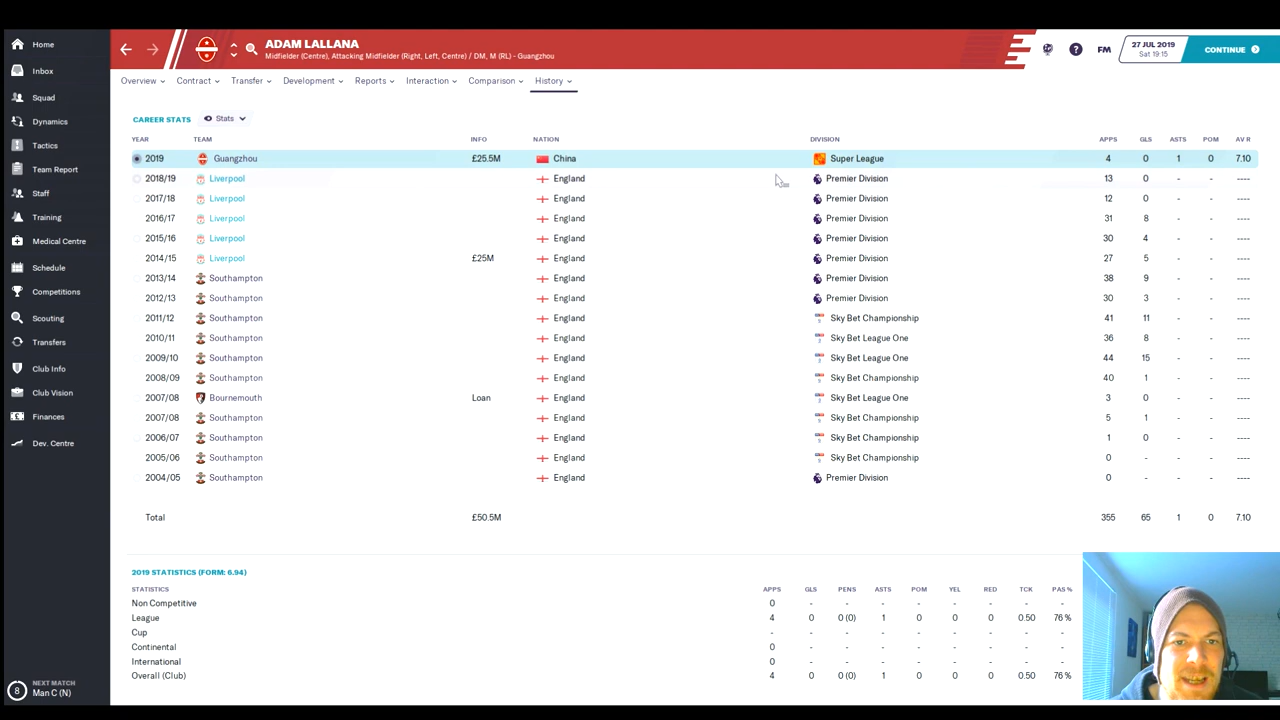 Home
Inbox
Squad
Dynamics
Tactics
Team Report
Staff
Training
Medical Centre
Schedule
Competitions
Scouting
Transfers
Club Info
Club Vision
Finances
Dev. Centre
8 NEXT MATCH
Man C (N)
ADAM LALLANA
Midfielder (Centre), Attacking Midfielder (Right, Left, Centre) / DM, M (RL) - Guangzhou
? FM 27 JUL 2019 CONTINUE
Sat 19:15
Overview Contract Transfer Development Reports Interaction Comparison History
CAREER STATS Stats
YEAR TEAM INFO NATION DIVISION APPS GLS ASTS POM AV R
2019 Guangzhou £25.5M China Super League 4 0 1 0 7.10
2018/19 Liverpool England Premier Division 13 0 - - ----
2017/18 Liverpool England Premier Division 12 0 - - ----
2016/17 Liverpool England Premier Division 31 8 - - ----
2015/16 Liverpool England Premier Division 30 4 - - ----
2014/15 Liverpool £25M England Premier Division 27 5 - - ----
2013/14 Southampton England Premier Division 38 9 - - ----
2012/13 Southampton England Premier Division 30 3 - - ----
2011/12 Southampton England Sky Bet Championship 41 11 - - ----
2010/11 Southampton England Sky Bet League One 36 8 - - ----
2009/10 Southampton England Sky Bet League One 44 15 - - ----
2008/09 Southampton England Sky Bet Championship 40 1 - - ----
2007/08 Bournemouth Loan England Sky Bet League One 3 0 - - ----
2007/08 Southampton England Sky Bet Championship 5 1 - - ----
2006/07 Southampton England Sky Bet Championship 1 0 - - ----
2005/06 Southampton England Sky Bet Championship 0 - - - ----
2004/05 Southampton England Premier Division 0 - - - ----
Total £50.5M 355 65 1 0 7.10
2019 STATISTICS (FORM: 6.94)
STATISTICS APPS GLS PENS ASTS POM YEL RED TCK PAS %
Non Competitive 0 - - - - - - - -
League 4 0 0 (0) 1 0 0 0 0.50 76 %
Cup - - - - - - - - -
Continental 0 - - - - - - - -
International 0 - - - - - - - -
Overall (Club) 4 0 0 (0) 1 0 0 0 0.50 76 %